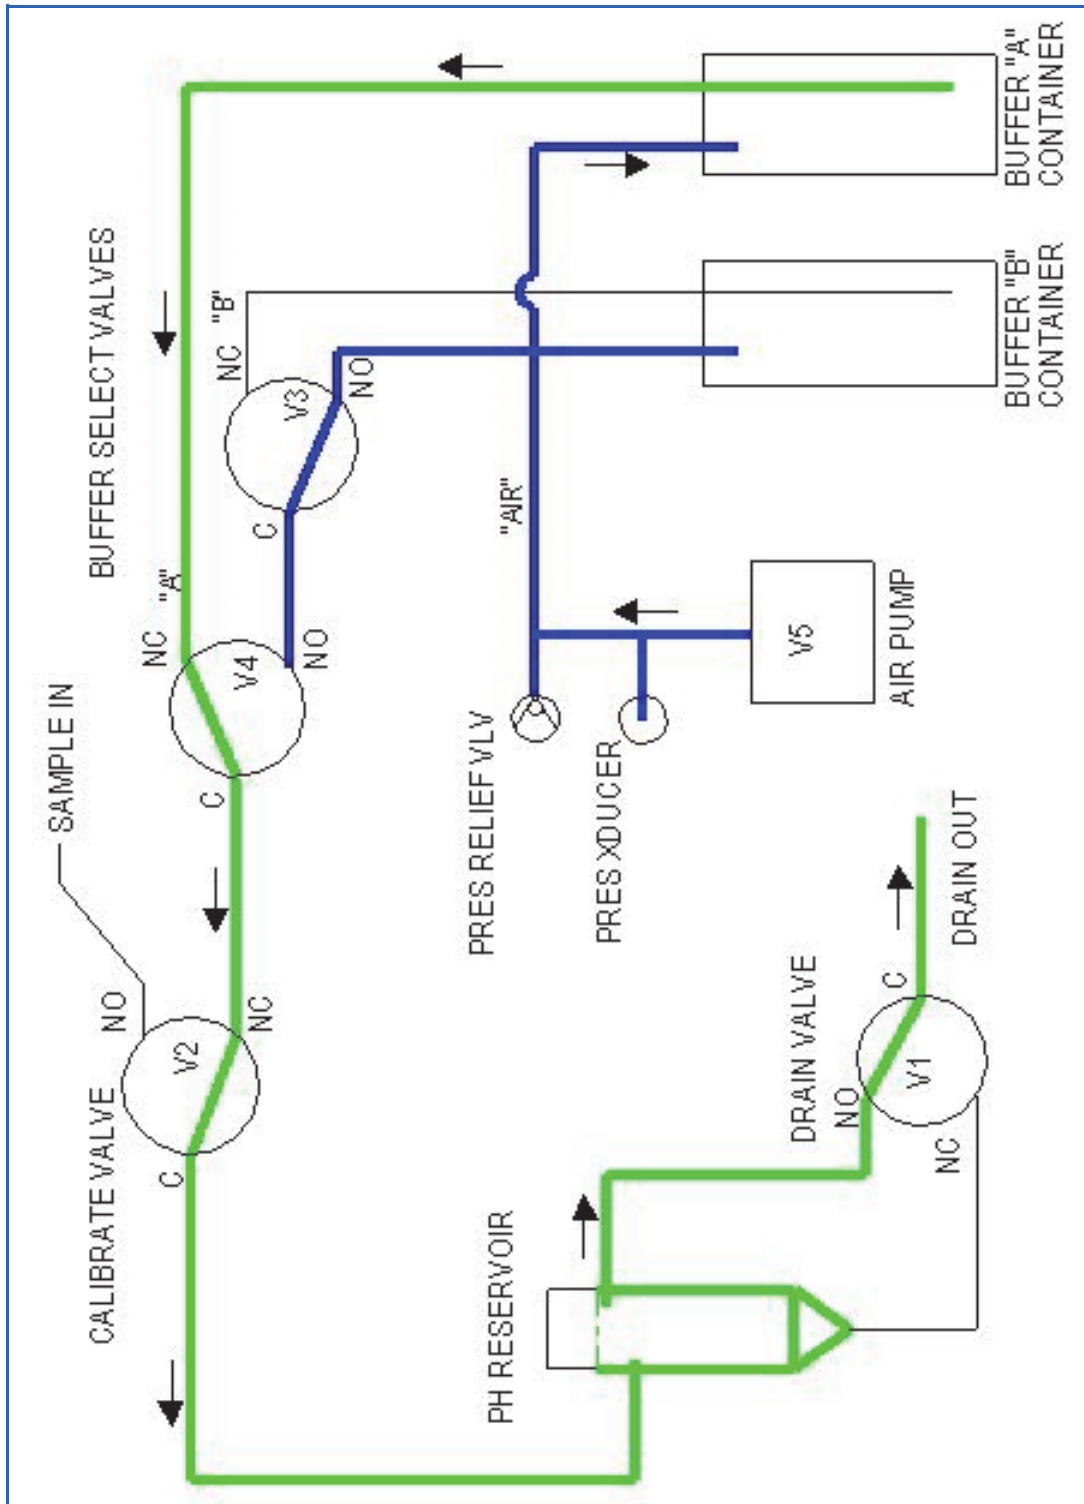 BUFFER SELECT VALVES
CALIBRATE VALVE
SAMPLE IN
NO
V2
NC
C
NC
"A"
V4
NO
C
NC
"B"
V3
NO
C
"AIR"
PRES RELIEF VLV
PRES XDUCER
V5
AIR PUMP
BUFFER "A"
CONTAINER
BUFFER "B"
CONTAINER
PH RESERVOIR
DRAIN VALVE
NO
C
V1
NC
DRAIN OUT